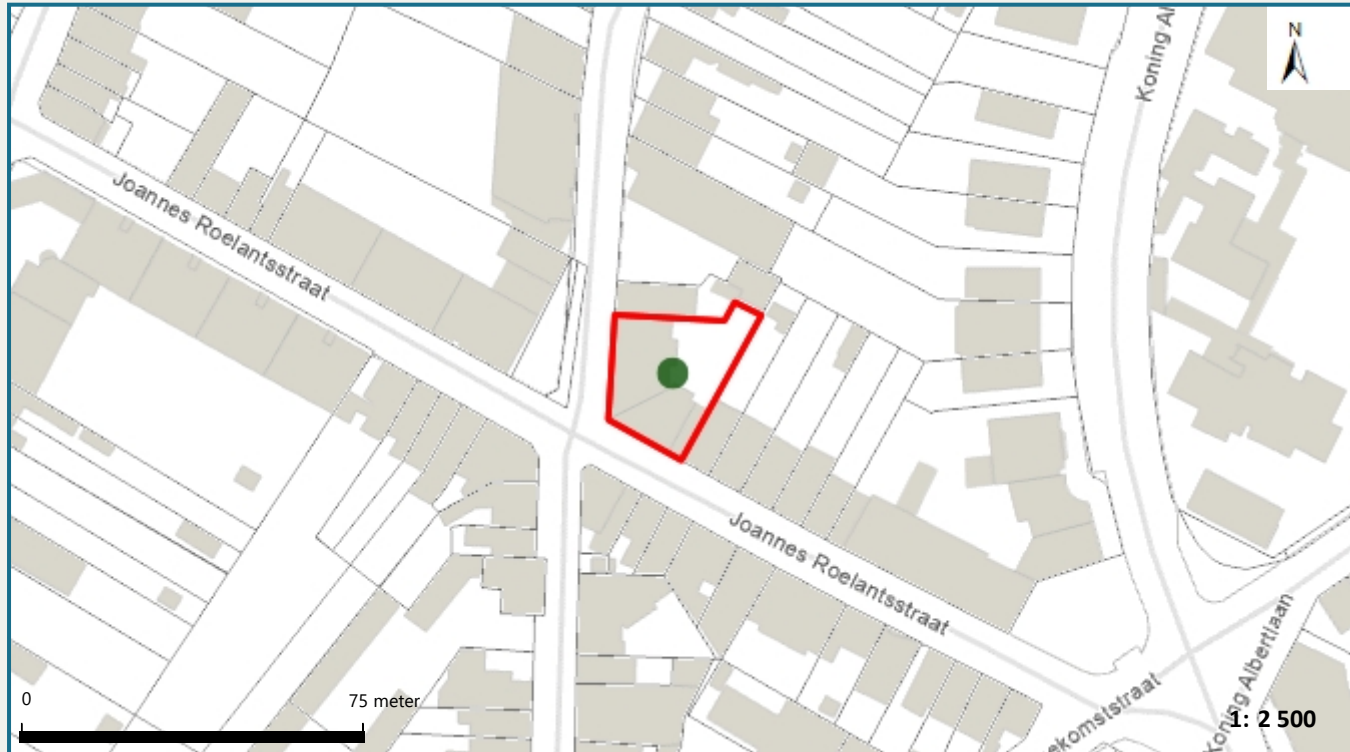 N
Koning Al
Joannes Roelantsstraat
Joannes Roelantsstraat
Koning Albertlaan
ekomststraat
0
75 meter
1: 2 500